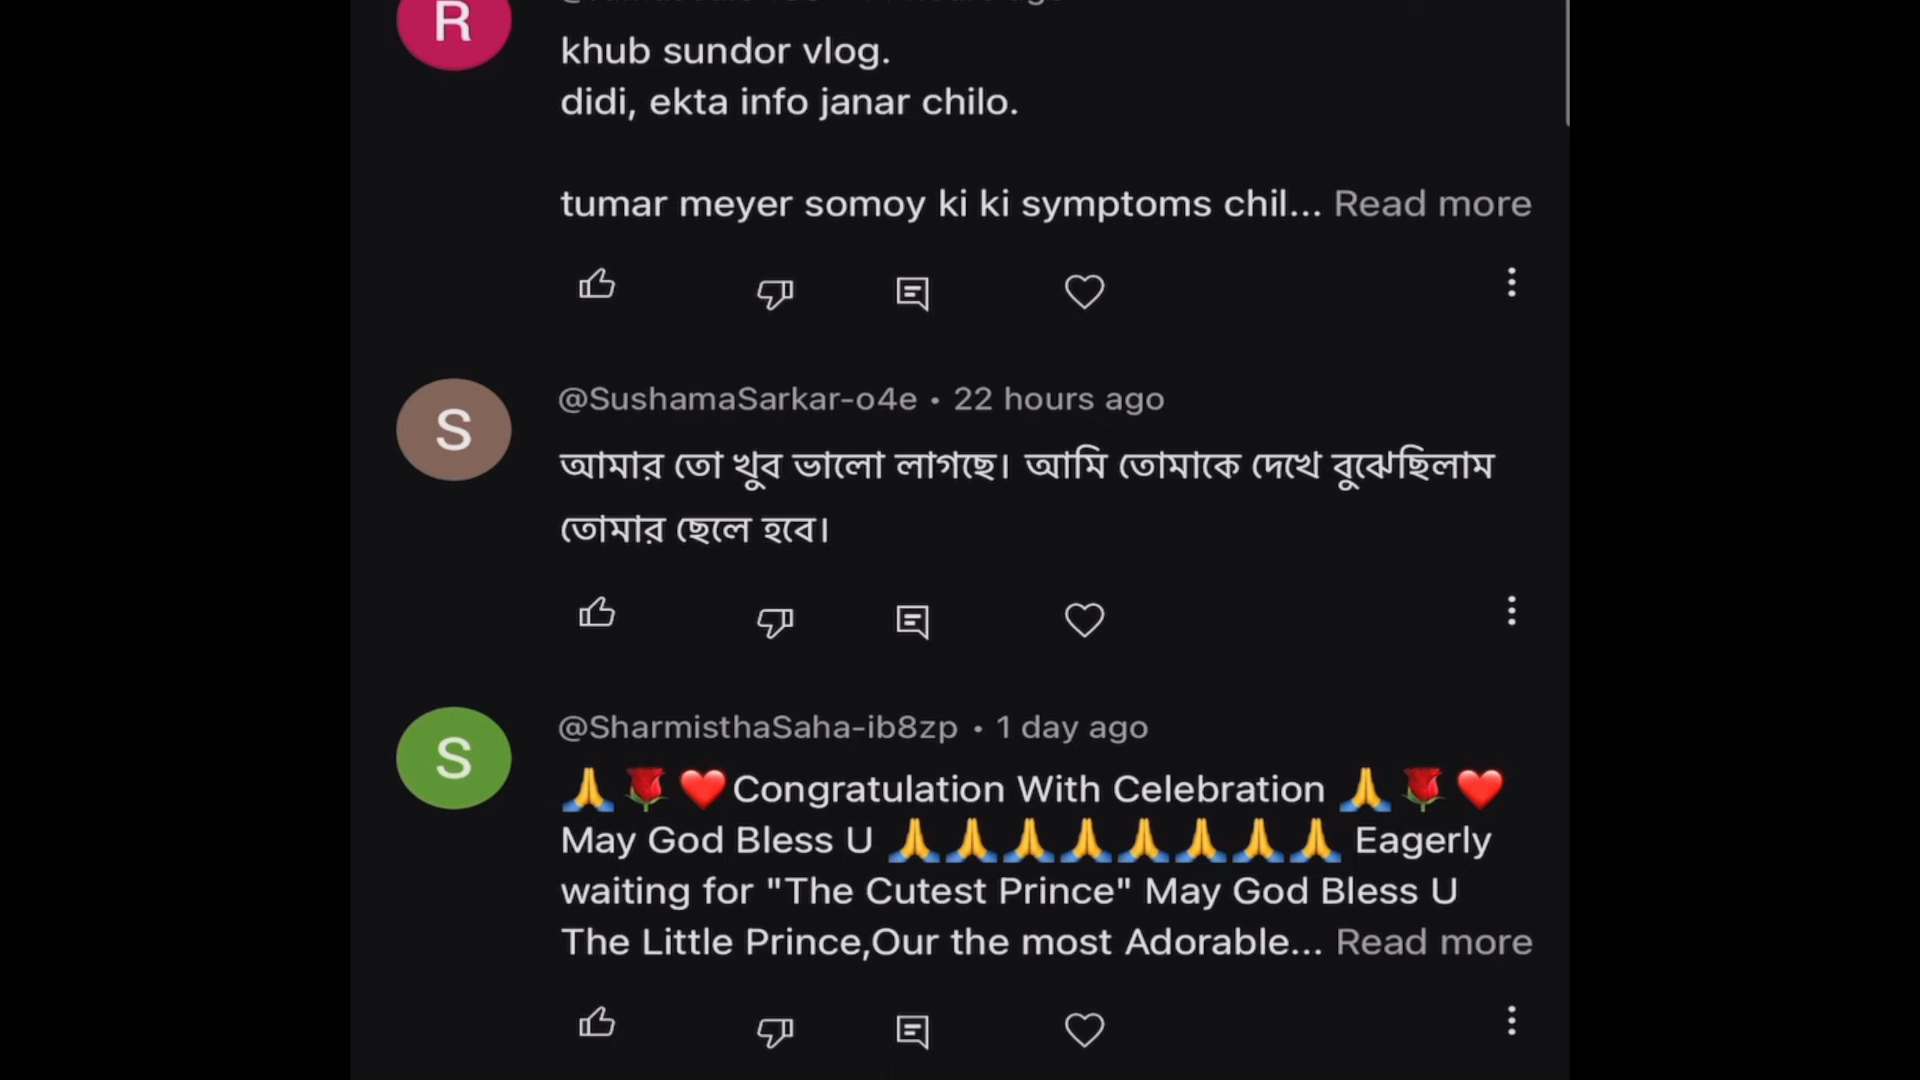 R
khub sundor vlog.
didi, ekta info janar chilo.
tumar meyer somoy ki ki symptoms chil... Read more
S
@SushamaSarkar-o4e • 22 hours ago
আমার তো খুব ভালো লাগছে। আমি তোমাকে দেখে বুঝেছিলাম
তোমার ছেলে হবে।
S
@SharmisthaSaha-ib8zp • 1 day ago
🙏🌹❤️Congratulation With Celebration 🙏🌹❤️
May God Bless U 🙏🙏🙏🙏🙏🙏🙏🙏 Eagerly
waiting for "The Cutest Prince" May God Bless U
The Little Prince,Our the most Adorable... Read more